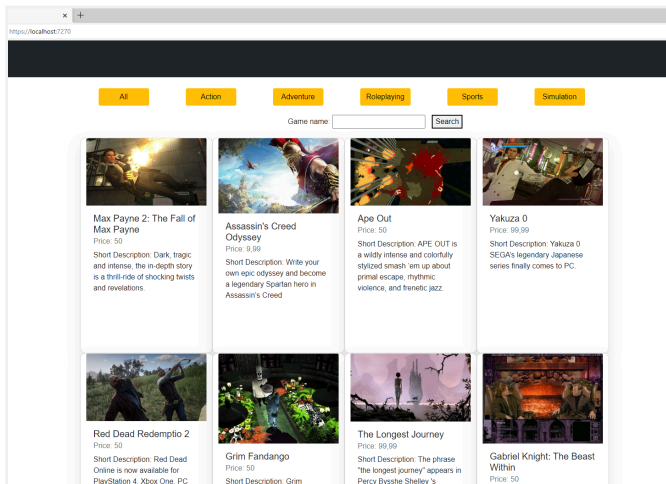 https://localhost:7270
All Action Adventure Roleplaying Sports Simulation
Game name: Search
Max Payne 2: The Fall of
Max Payne
Price: 50
Short Description: Dark, tragic
and intense, the in-depth story
is a thrill-ride of shocking twists
and revelations.
Assassin's Creed
Odyssey
Price: 9,99
Short Description: Write your
own epic odyssey and become
a legendary Spartan hero in
Assassin's Creed
Ape Out
Price: 50
Short Description: APE OUT is
a wildly intense and colorfully
stylized smash 'em up about
primal escape, rhythmic
violence, and frenetic jazz.
Yakuza 0
Price: 99,99
Short Description: Yakuza 0
SEGA's legendary Japanese
series finally comes to PC.
Red Dead Redemptio 2
Price: 50
Short Description: Red Dead
Online is now available for
PlayStation 4, Xbox One, PC
Grim Fandango
Price: 50
Short Description: Grim
The Longest Journey
Price: 99,99
Short Description: The phrase
"the longest journey" appears in
Percy Bysshe Shelley 's
Gabriel Knight: The Beast
Within
Price: 50